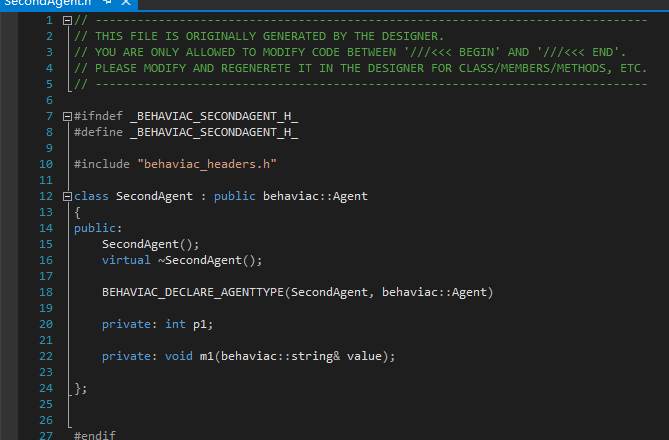 SecondAgent.h
1 // -------------------------------------------------------------------------------
2 // THIS FILE IS ORIGINALLY GENERATED BY THE DESIGNER.
3 // YOU ARE ONLY ALLOWED TO MODIFY CODE BETWEEN '///<<< BEGIN' AND '///<<< END'.
4 // PLEASE MODIFY AND REGENERETE IT IN THE DESIGNER FOR CLASS/MEMBERS/METHODS, ETC.
5 // -------------------------------------------------------------------------------
6
7 #ifndef _BEHAVIAC_SECONDAGENT_H_
8 #define _BEHAVIAC_SECONDAGENT_H_
9
10 #include "behaviac_headers.h"
11
12 class SecondAgent : public behaviac::Agent
13 {
14 public:
15 SecondAgent();
16 virtual ~SecondAgent();
17
18 BEHAVIAC_DECLARE_AGENTTYPE(SecondAgent, behaviac::Agent)
19
20 private: int p1;
21
22 private: void m1(behaviac::string& value);
23
24 };
25
26
27 #endif